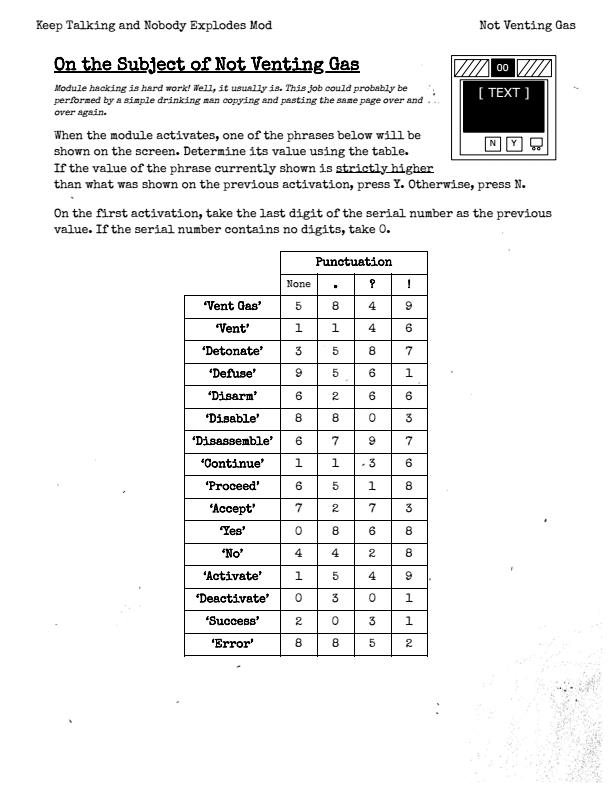 Keep Talking and Nobody Explodes Mod Not Venting Gas
On the Subject of Not Venting Gas
Module hacking is hard work! Well, it usually is. This job could probably be
performed by a simple drinking man copying and pasting the same page over and
over again.
00
[ TEXT ]
N Y
When the module activates, one of the phrases below will be
shown on the screen. Determine its value using the table.
If the value of the phrase currently shown is strictly higher
than what was shown on the previous activation, press Y. Otherwise, press N.
On the first activation, take the last digit of the serial number as the previous
value. If the serial number contains no digits, take 0.
Punctuation
None . ? !
‘Vent Gas’ 5 8 4 9
‘Vent’ 1 1 4 6
‘Detonate’ 3 5 8 7
‘Defuse’ 9 5 6 1
‘Disarm’ 6 2 6 6
‘Disable’ 8 8 0 3
‘Disassemble’ 6 7 9 7
‘Continue’ 1 1 3 6
‘Proceed’ 6 5 1 8
‘Accept’ 7 2 7 3
‘Yes’ 0 8 6 8
‘No’ 4 4 2 8
‘Activate’ 1 5 4 9
‘Deactivate’ 0 3 0 1
‘Success’ 2 0 3 1
‘Error’ 8 8 5 2